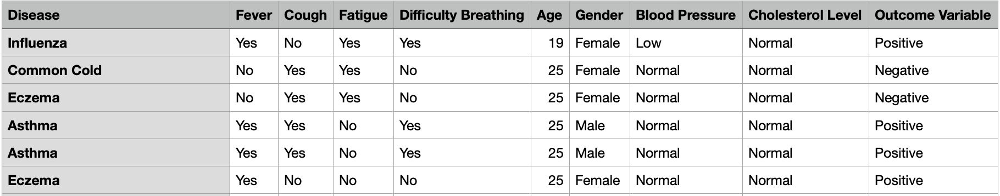 Disease Fever Cough Fatigue Difficulty Breathing Age Gender Blood Pressure Cholesterol Level Outcome Variable
Influenza Yes No Yes Yes 19 Female Low Normal Positive
Common Cold No Yes Yes No 25 Female Normal Normal Negative
Eczema No Yes Yes No 25 Female Normal Normal Negative
Asthma Yes Yes No Yes 25 Male Normal Normal Positive
Asthma Yes Yes No Yes 25 Male Normal Normal Positive
Eczema Yes No No No 25 Female Normal Normal Positive